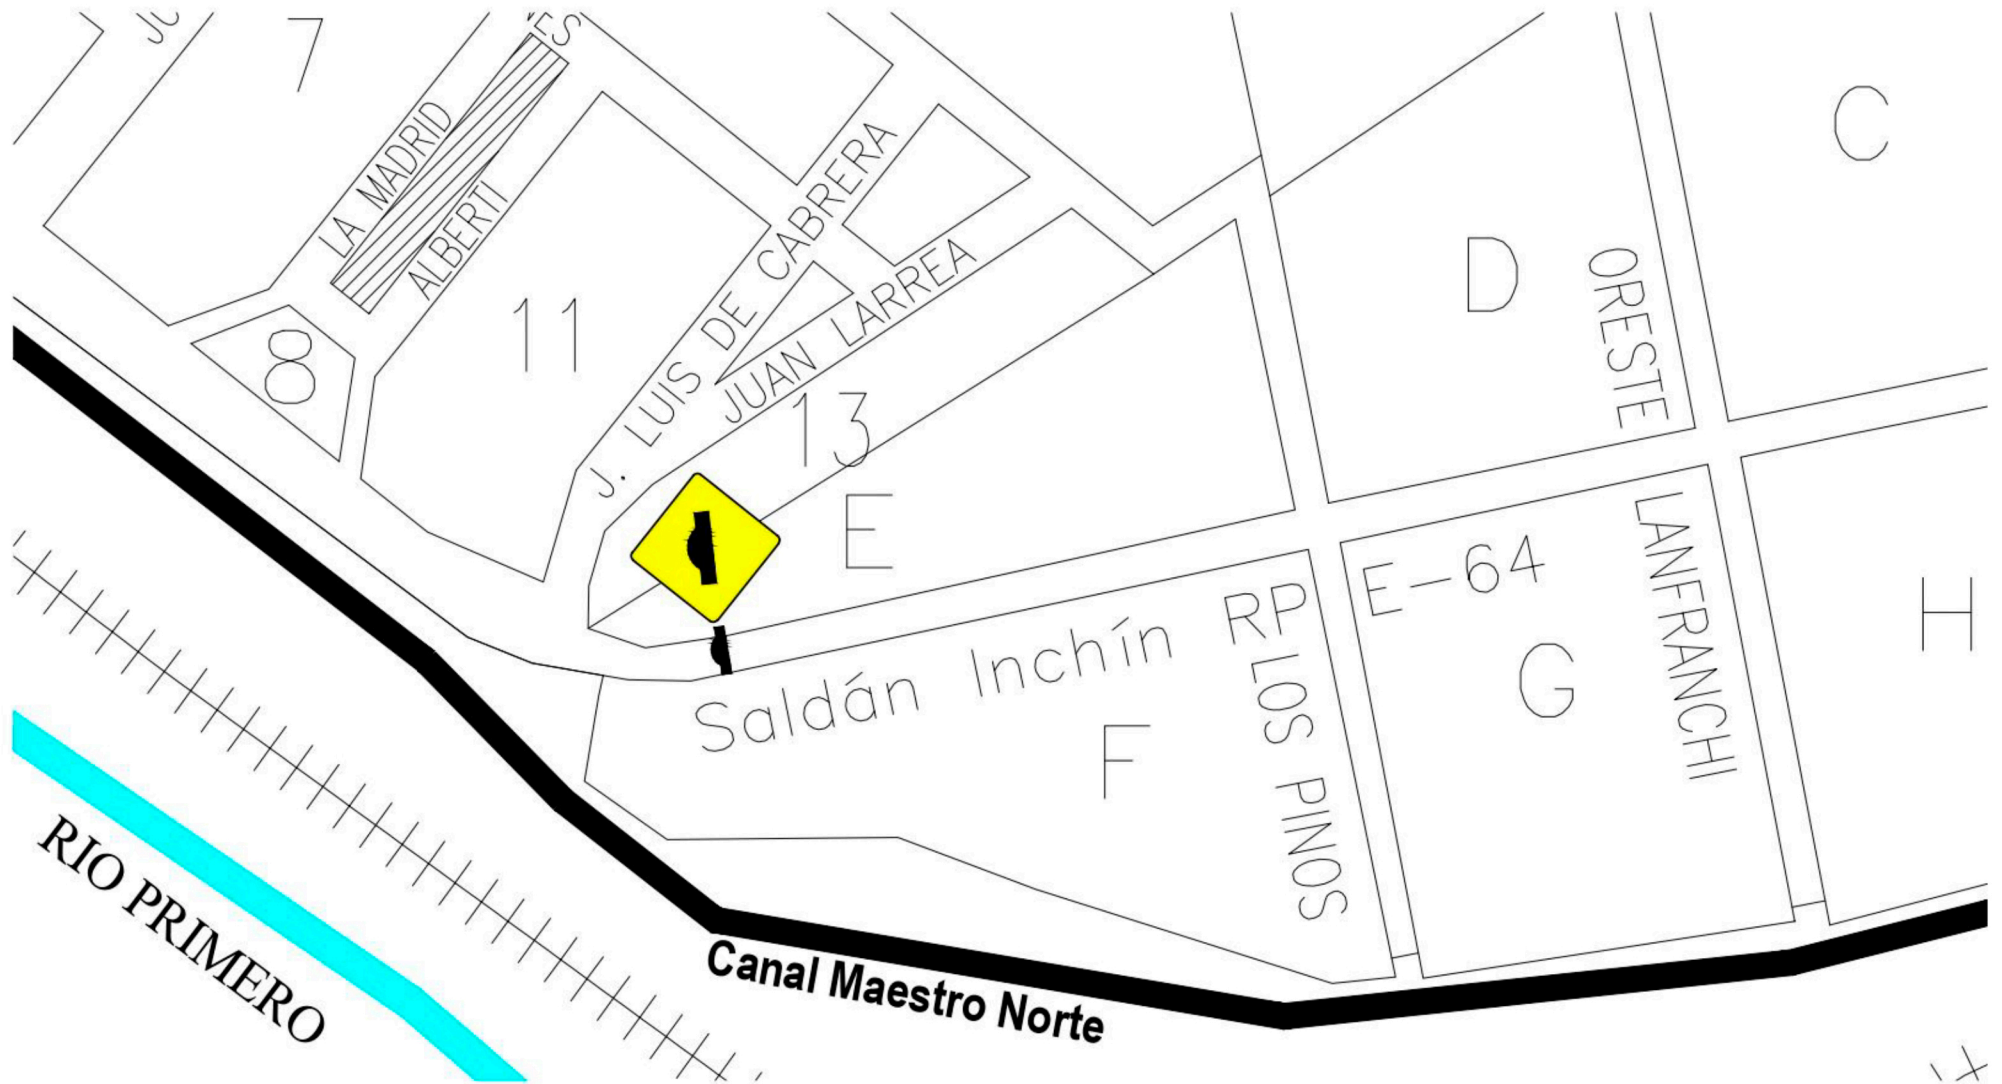 7
C
LA MADRID
ALBERTI
J. LUIS DE CABRERA
JUAN LARREA
D
ORESTE
8
11
13
E
E-64
LANFRANCHI
H
Saldán Inchín RP
LOS PINOS
G
F
RIO PRIMERO
Canal Maestro Norte